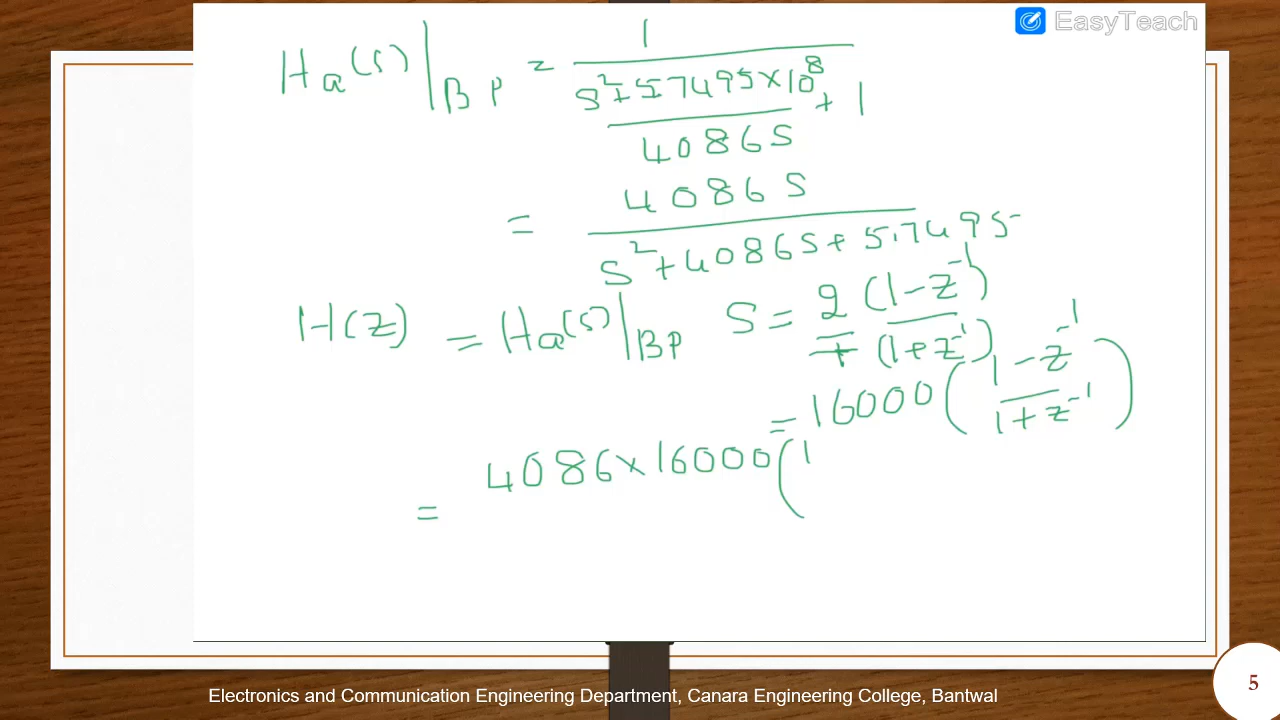 EasyTeach
Ha(s)|BP = 1 / ((s² + 5.7495×10⁸ / 4086s) + 1)
= 4086s / (s² + 4086s + 5.7495
H(z) = Ha(s)|BP s = 2/T (1-z⁻¹)/(1+z⁻¹)
= 16000 (1-z⁻¹ / 1+z⁻¹)
= 4086×16000 (1
Electronics and Communication Engineering Department, Canara Engineering College, Bantwal
5